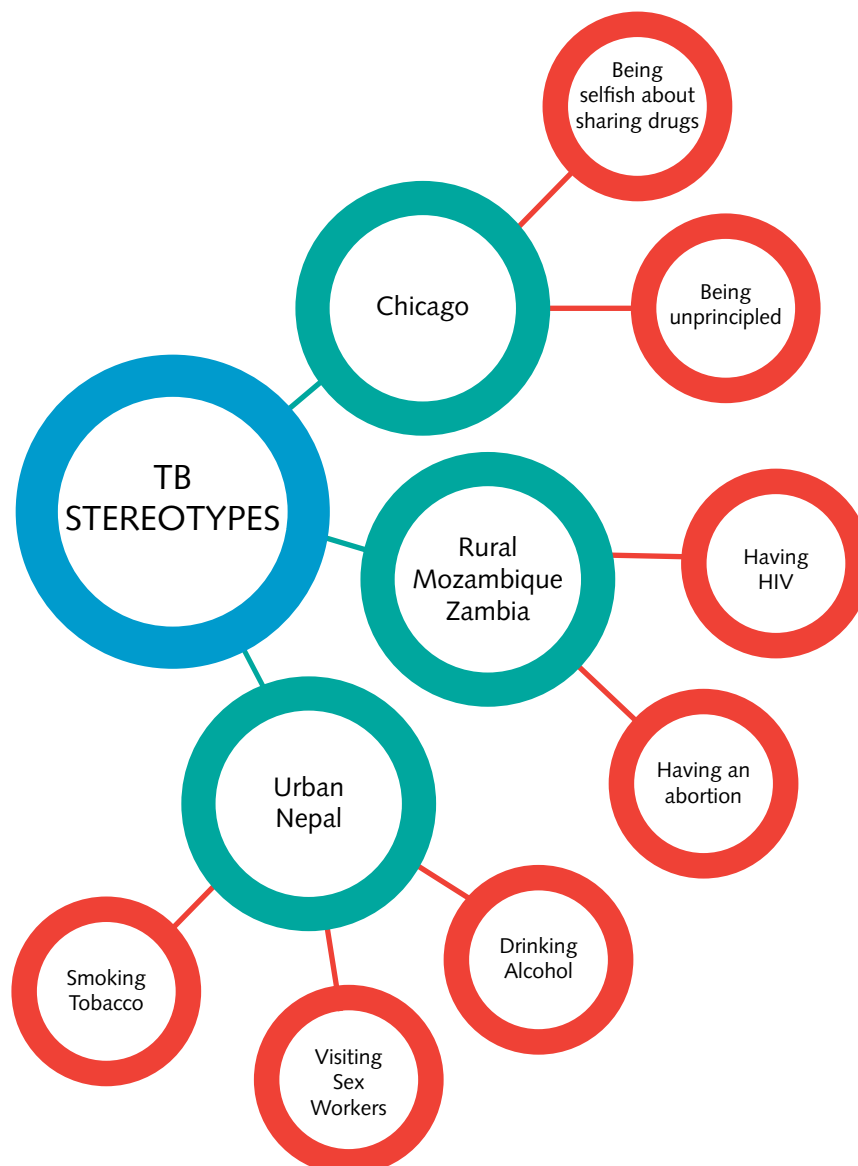 Being
selfish about
sharing drugs
Chicago
Being
unprincipled
TB
STEREOTYPES
Rural
Mozambique
Zambia
Having
HIV
Having an
abortion
Urban
Nepal
Drinking
Alcohol
Smoking
Tobacco
Visiting
Sex
Workers